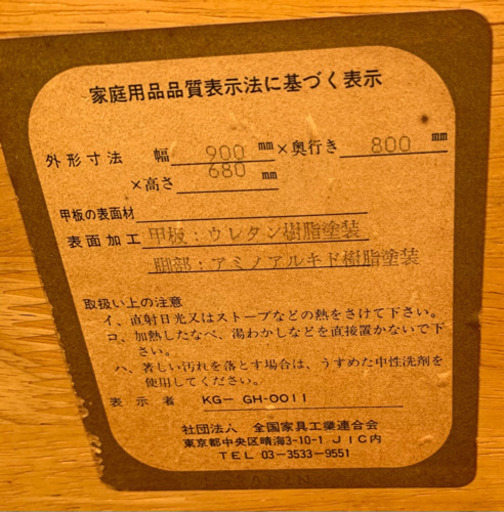 家庭用品品質表示法に基づく表示
外形寸法 幅 900 mm ×奥行き 800 mm
×高さ 680 mm
甲板の表面材
表面加工 甲板:ウレタン樹脂塗装
脚部:アミノアルキド樹脂塗装
取扱い上の注意
イ、直射日光又はストーブなどの熱をさけて下さい。
コ、加熱したなべ、湯わかしなどを直接置かないで下
さい。
ハ、著しい汚れを落とす場合は、うすめた中性洗剤を
使用してください。
表示者 KG- GH-0011
社団法人 全国家具工業連合会
東京都中央区晴海3-10-1 JIC内
TEL 03-3533-9551